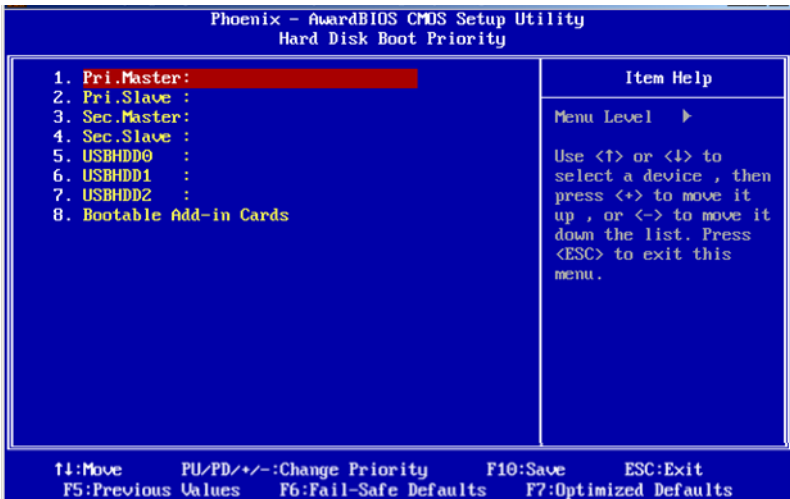 Phoenix - AwardBIOS CMOS Setup Utility
Hard Disk Boot Priority
1. Pri.Master:
2. Pri.Slave :
3. Sec.Master:
4. Sec.Slave :
5. USBHDD0 :
6. USBHDD1 :
7. USBHDD2 :
8. Bootable Add-in Cards
Item Help
Menu Level ▶
Use <↑> or <↓> to
select a device , then
press <+> to move it
up , or <-> to move it
down the list. Press
<ESC> to exit this
menu.
↑↓:Move PU/PD/+/-:Change Priority F10:Save ESC:Exit
F5:Previous Values F6:Fail-Safe Defaults F7:Optimized Defaults